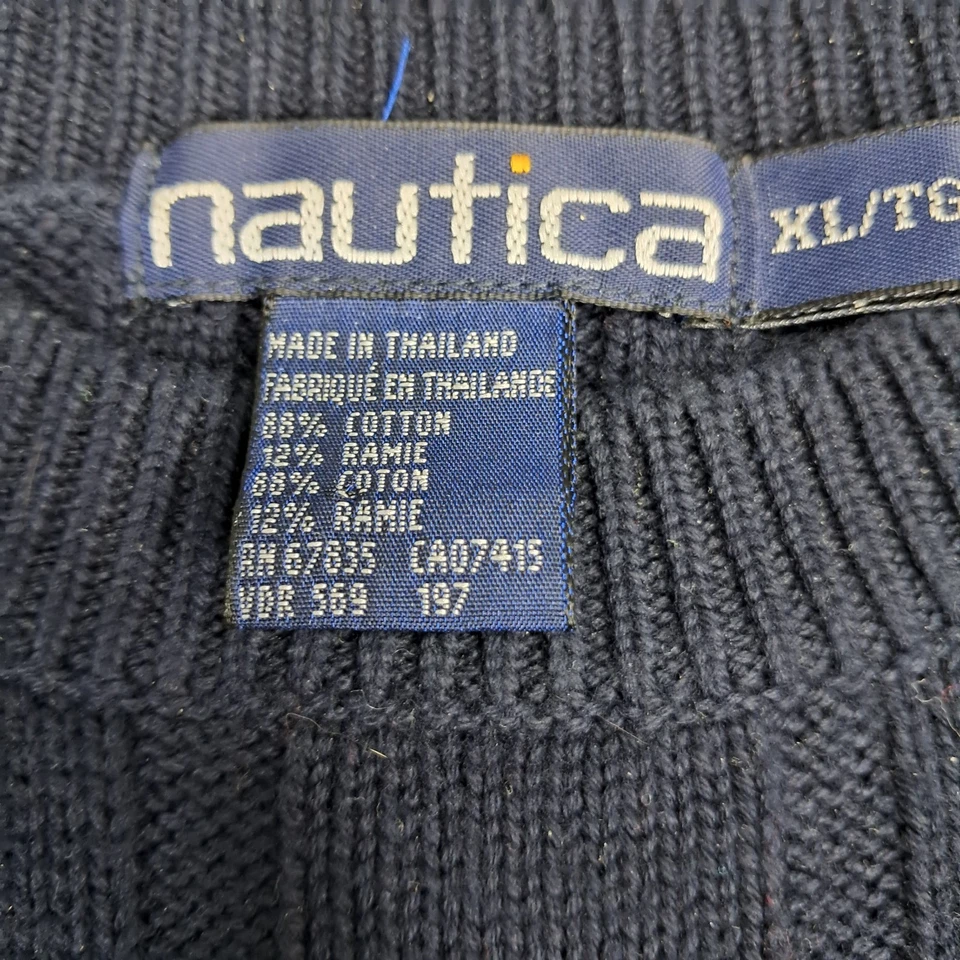 nautica
XL/TG
MADE IN THAILAND
FABRIQUÉ EN THAILANDE
88% COTTON
12% RAMIE
88% COTON
12% RAMIE
RN 67835 CA07415
VDR 569 197